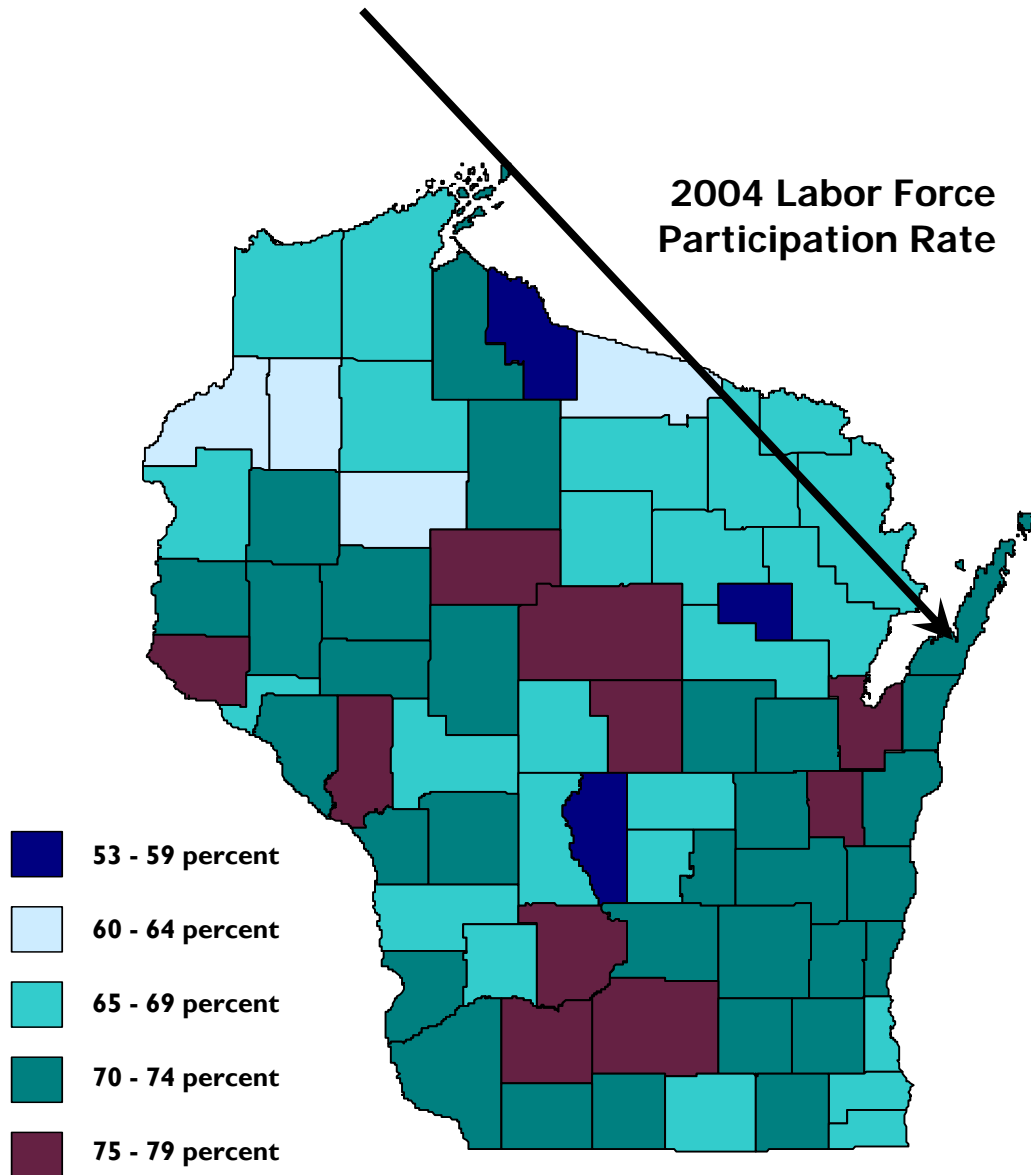 2004 Labor Force
Participation Rate
53 - 59 percent
60 - 64 percent
65 - 69 percent
70 - 74 percent
75 - 79 percent